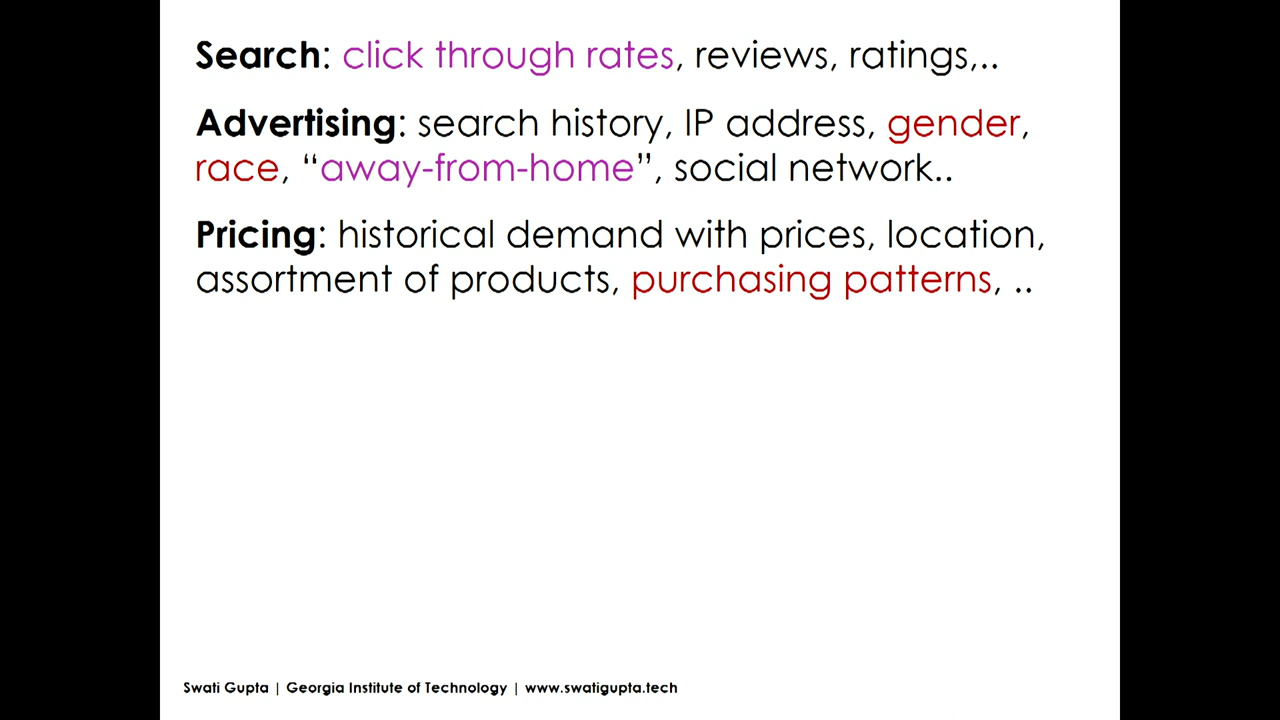 Search: click through rates, reviews, ratings,..
Advertising: search history, IP address, gender,
race, “away-from-home”, social network..
Pricing: historical demand with prices, location,
assortment of products, purchasing patterns, ..
Swati Gupta | Georgia Institute of Technology | www.swatigupta.tech